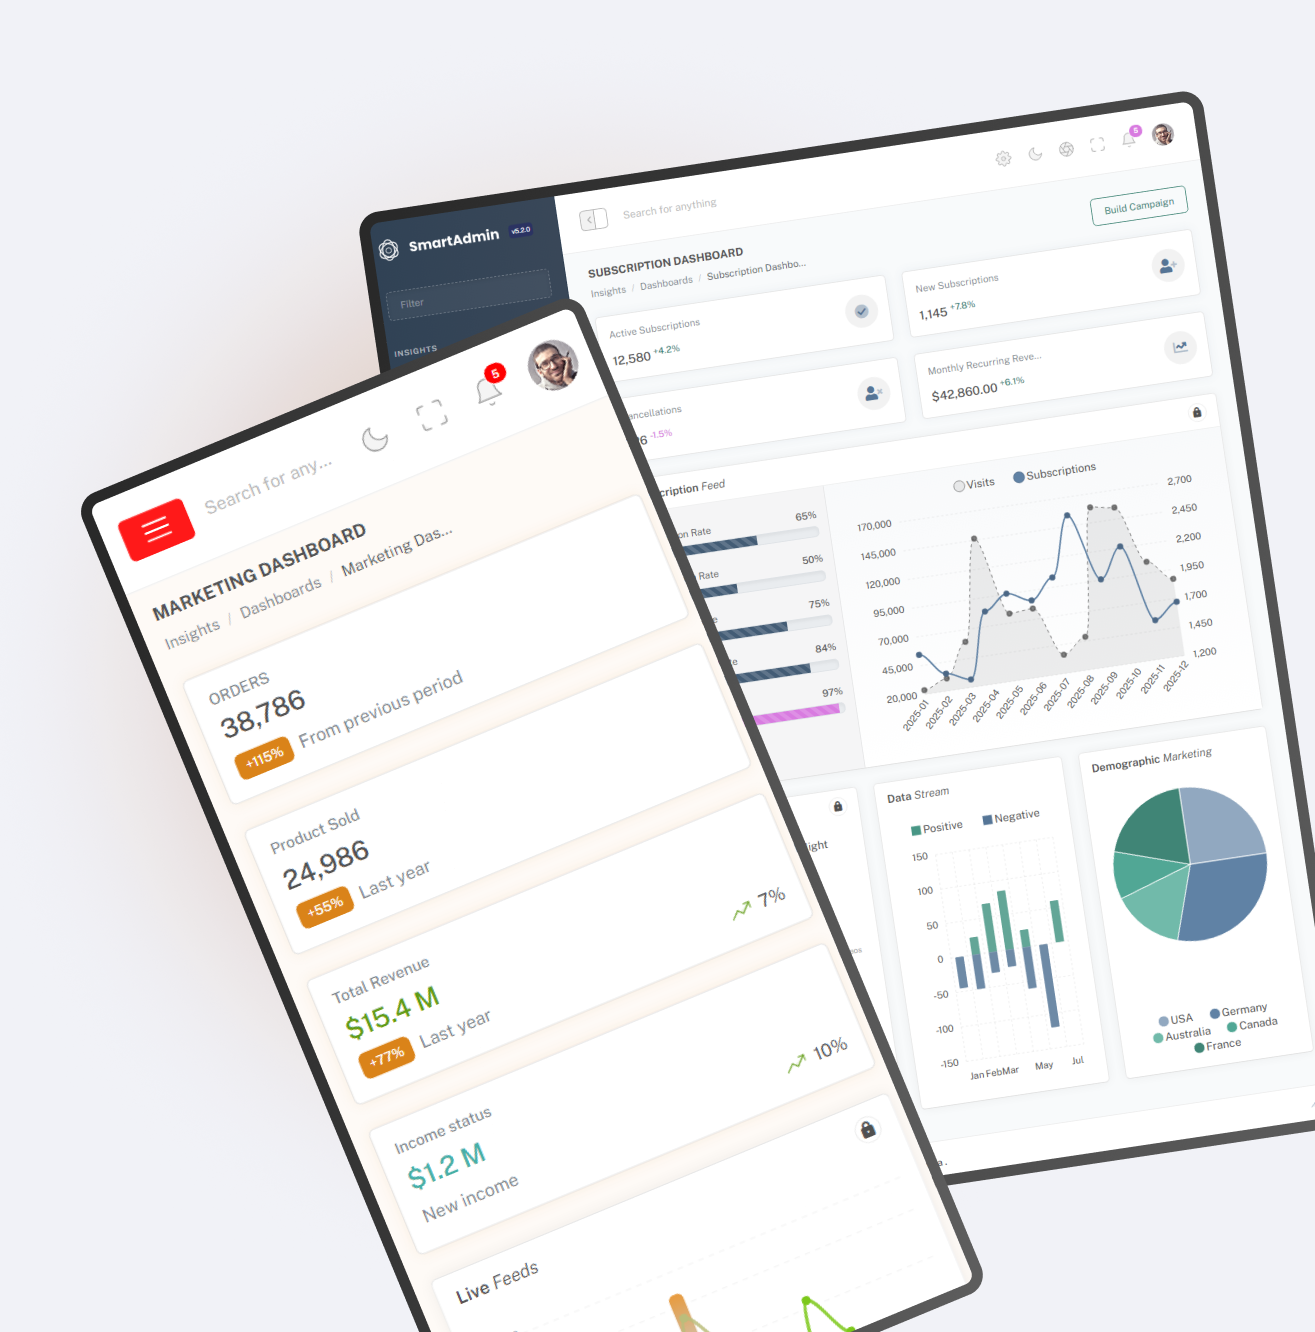 SmartAdmin v5.2.0
Filter
INSIGHTS
Search for anything
5
Build Campaign
SUBSCRIPTION DASHBOARD
Insights / Dashboards / Subscription Dashbo...
Active Subscriptions
12,580 +4.2%
New Subscriptions
1,145 +7.8%
ancellations
-1.5%
Monthly Recurring Reve...
$42,860.00 +6.1%
cription Feed
on Rate 65%
Rate 50%
75%
84%
97%
Visits Subscriptions
170,000
145,000
120,000
95,000
70,000
45,000
20,000
2,700
2,450
2,200
1,950
1,700
1,450
1,200
2025-01
2025-02
2025-03
2025-04
2025-05
2025-06
2025-07
2025-08
2025-09
2025-10
2025-11
2025-12
ight
Data Stream
Positive Negative
150
100
50
0
-50
-100
-150
Jan Feb Mar May Jul
Demographic Marketing
USA Germany
Australia Canada
France
Search for any...
5
MARKETING DASHBOARD
Insights / Dashboards / Marketing Das...
ORDERS
38,786
+115% From previous period
Product Sold
24,986
+55% Last year
Total Revenue
$15.4 M
+77% Last year
7%
Income status
$1.2 M
New income
10%
Live Feeds